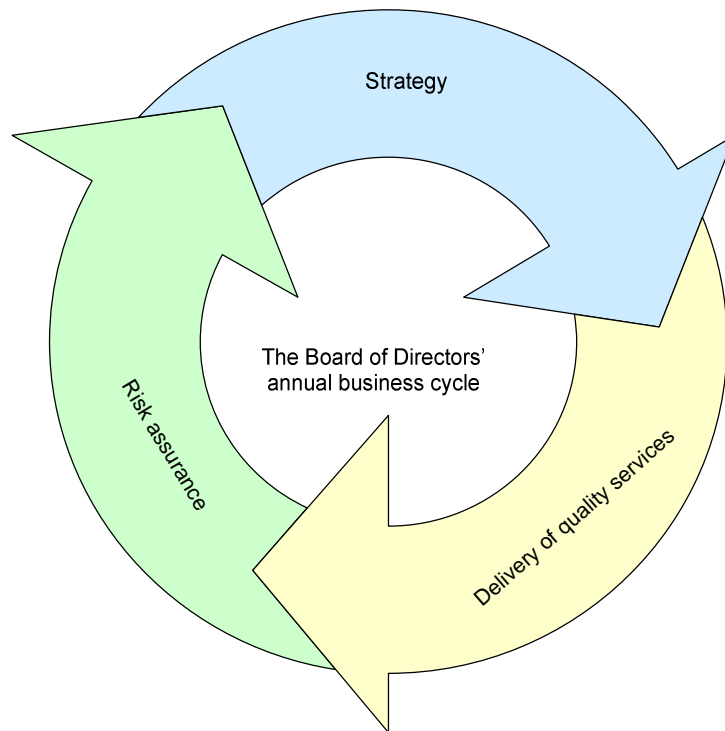 Strategy
The Board of Directors’
annual business cycle
Risk assurance
Delivery of quality services